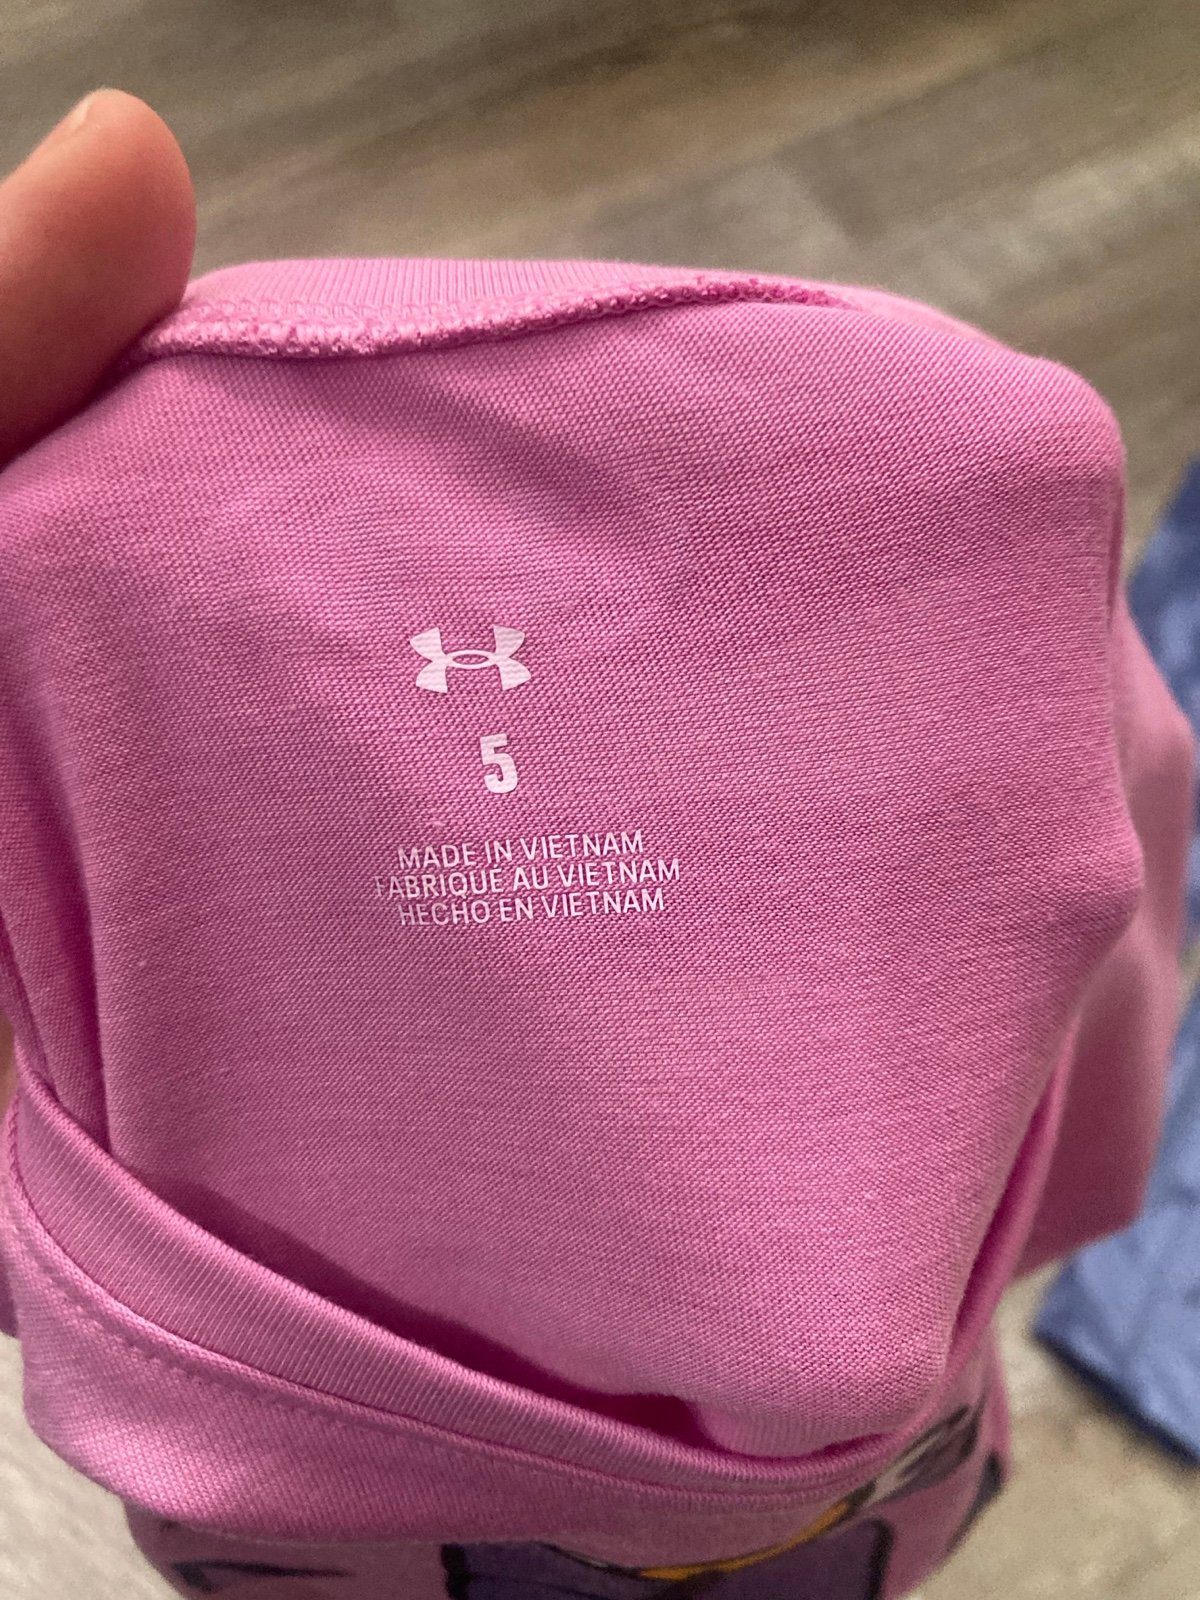 5
MADE IN VIETNAM
FABRIQUE AU VIETNAM
HECHO EN VIETNAM